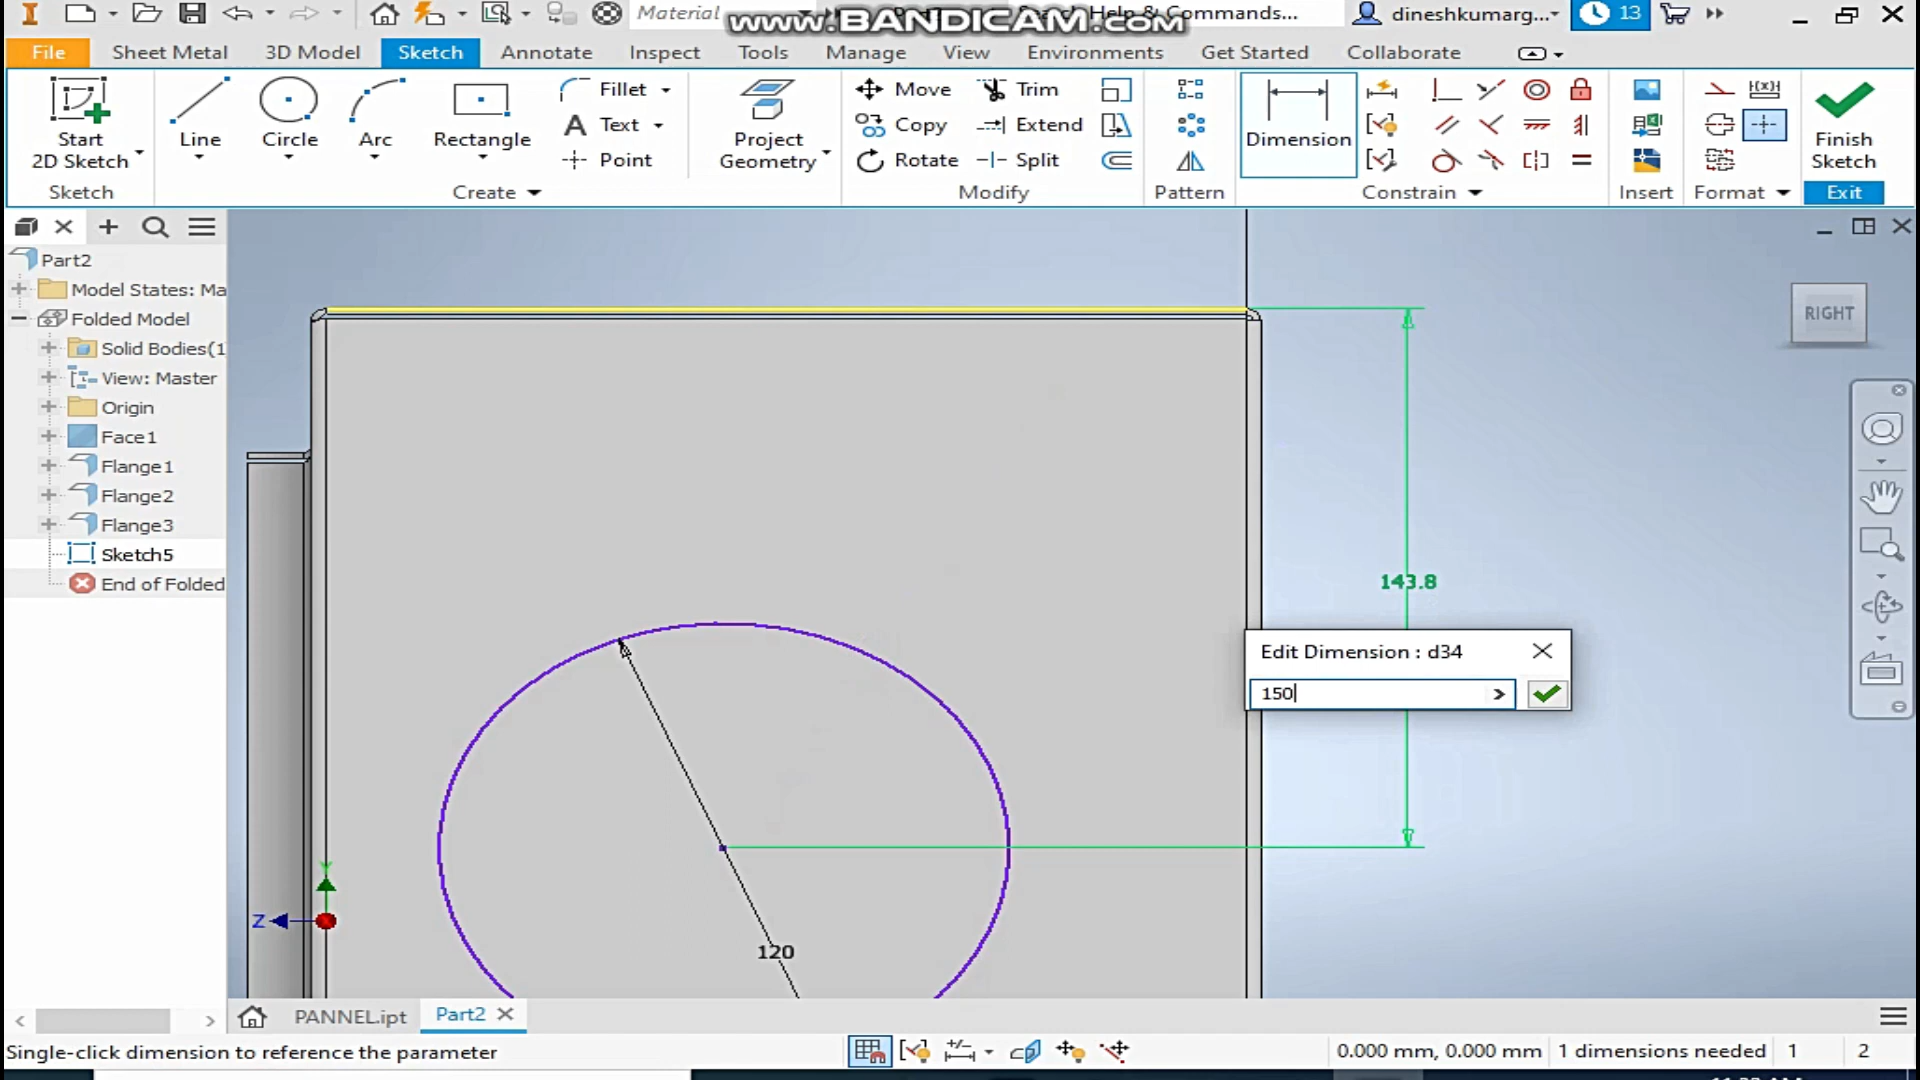 Material
www.BANDICAM.com
Search Help & Commands...
dineshkumarg...
13
File
Sheet Metal
3D Model
Sketch
Annotate
Inspect
Tools
Manage
View
Environments
Get Started
Collaborate
Start
2D Sketch
Line
Circle
Arc
Rectangle
Fillet
Text
Point
Project
Geometry
Move
Trim
Copy
Extend
Rotate
Split
Dimension
Finish
Sketch
Sketch
Create
Modify
Pattern
Constrain
Insert
Format
Exit
Part2
Model States: Ma
Folded Model
Solid Bodies(1
View: Master
Origin
Face1
Flange1
Flange2
Flange3
Sketch5
End of Folded
RIGHT
143.8
Edit Dimension : d34
150
120
Z
Y
PANNEL.ipt
Part2
Single-click dimension to reference the parameter
0.000 mm, 0.000 mm
1 dimensions needed
1
2